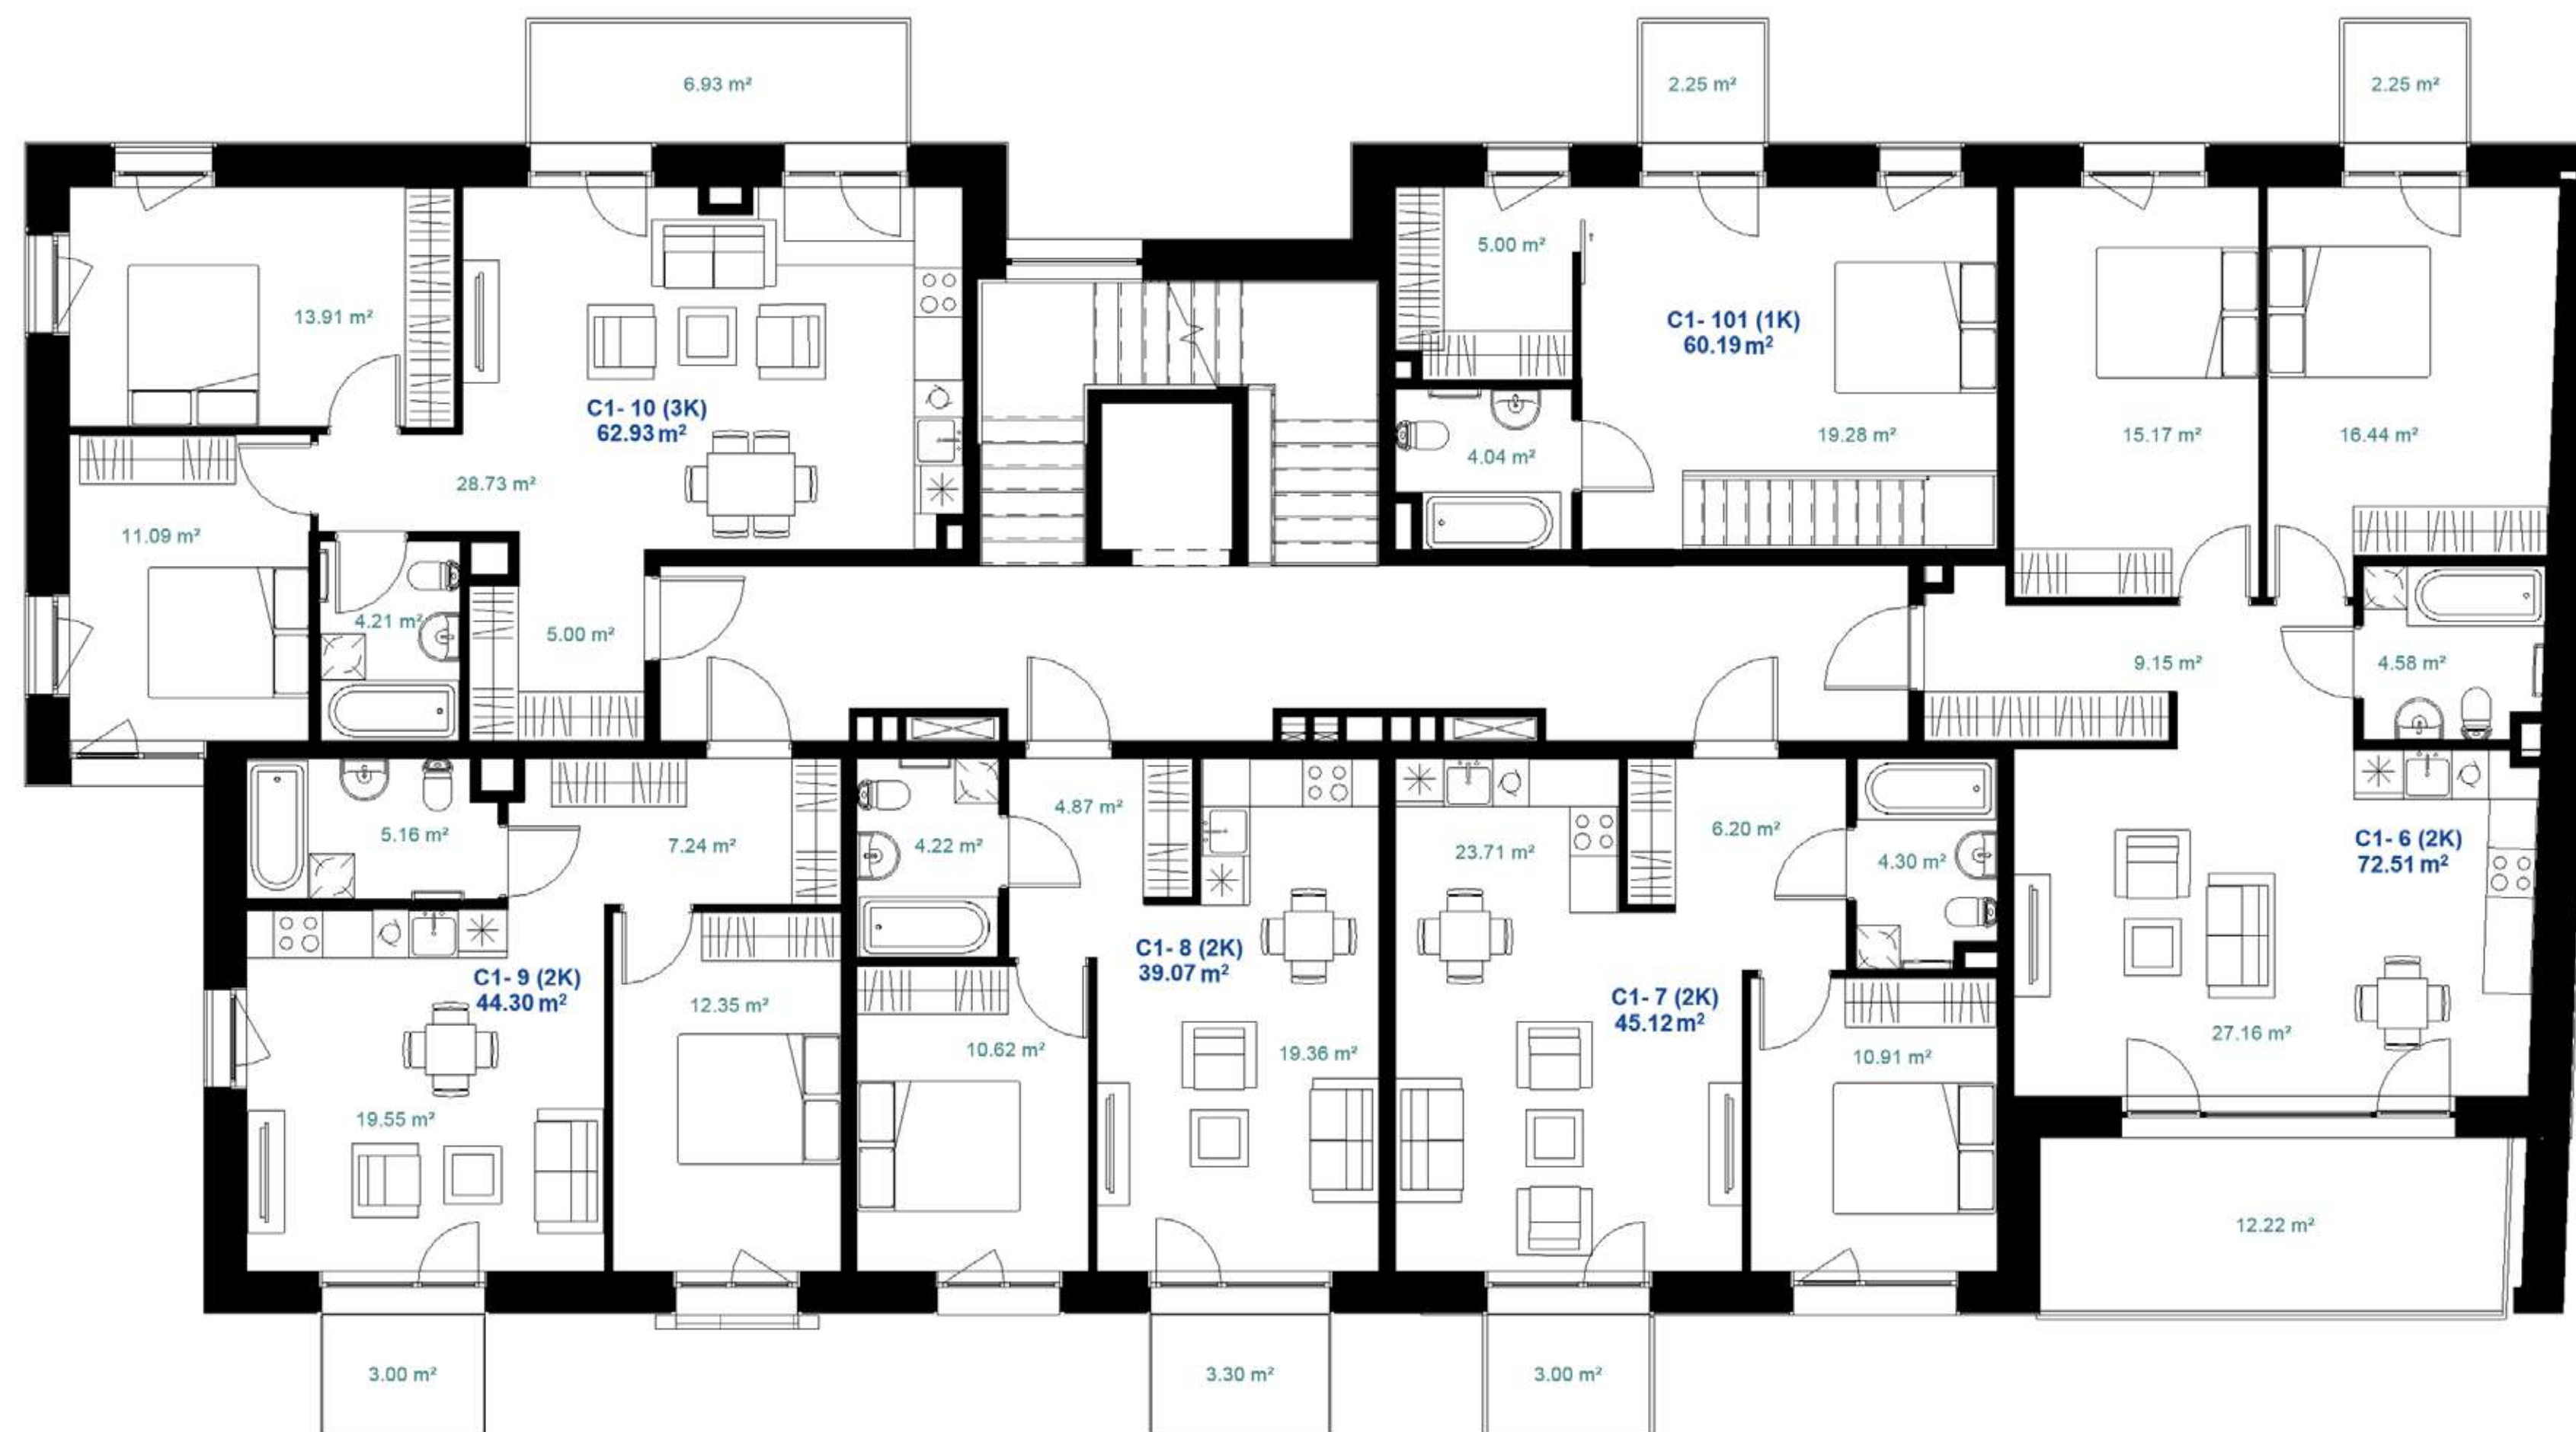 6.93 m²
2.25 m²
2.25 m²
5.00 m²
13.91 m²
C1- 101 (1K)
60.19 m²
C1- 10 (3K)
62.93 m²
4.04 m²
19.28 m²
15.17 m²
16.44 m²
28.73 m²
11.09 m²
4.21 m²
5.00 m²
9.15 m²
4.58 m²
5.16 m²
7.24 m²
4.22 m²
4.87 m²
23.71 m²
6.20 m²
4.30 m²
C1- 6 (2K)
72.51 m²
C1- 9 (2K)
44.30 m²
12.35 m²
C1- 8 (2K)
39.07 m²
C1- 7 (2K)
45.12 m²
10.62 m²
19.36 m²
10.91 m²
27.16 m²
19.55 m²
12.22 m²
3.00 m²
3.30 m²
3.00 m²